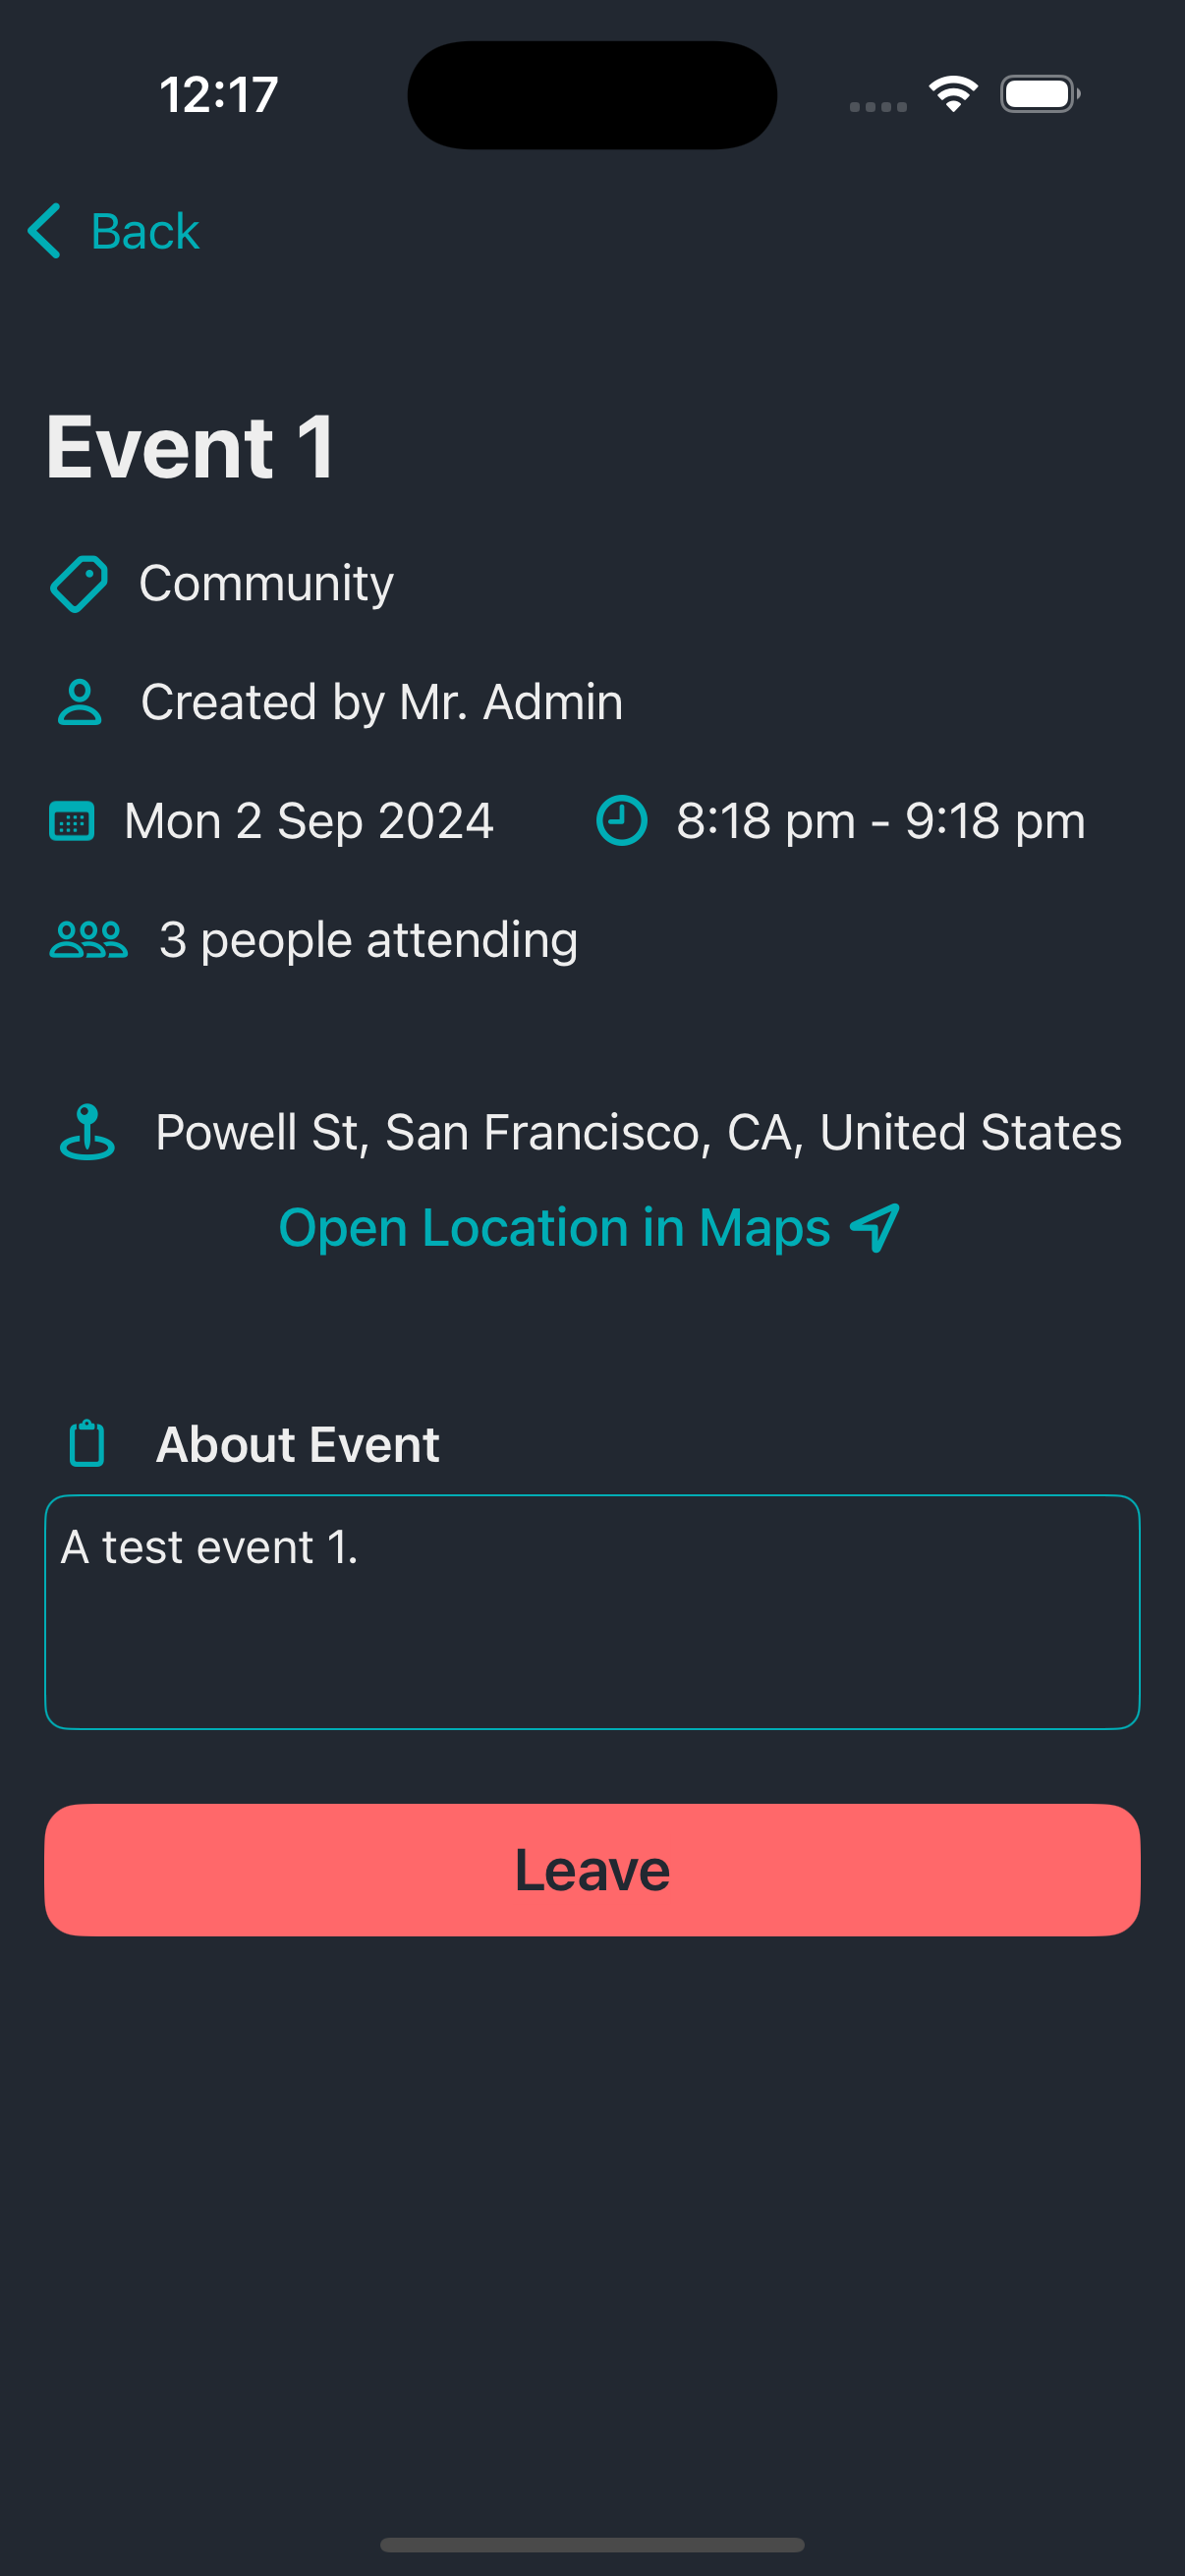 12:17
Back
Event 1
Community
Created by Mr. Admin
Mon 2 Sep 2024 8:18 pm - 9:18 pm
3 people attending
Powell St, San Francisco, CA, United States
Open Location in Maps
About Event
A test event 1.
Leave